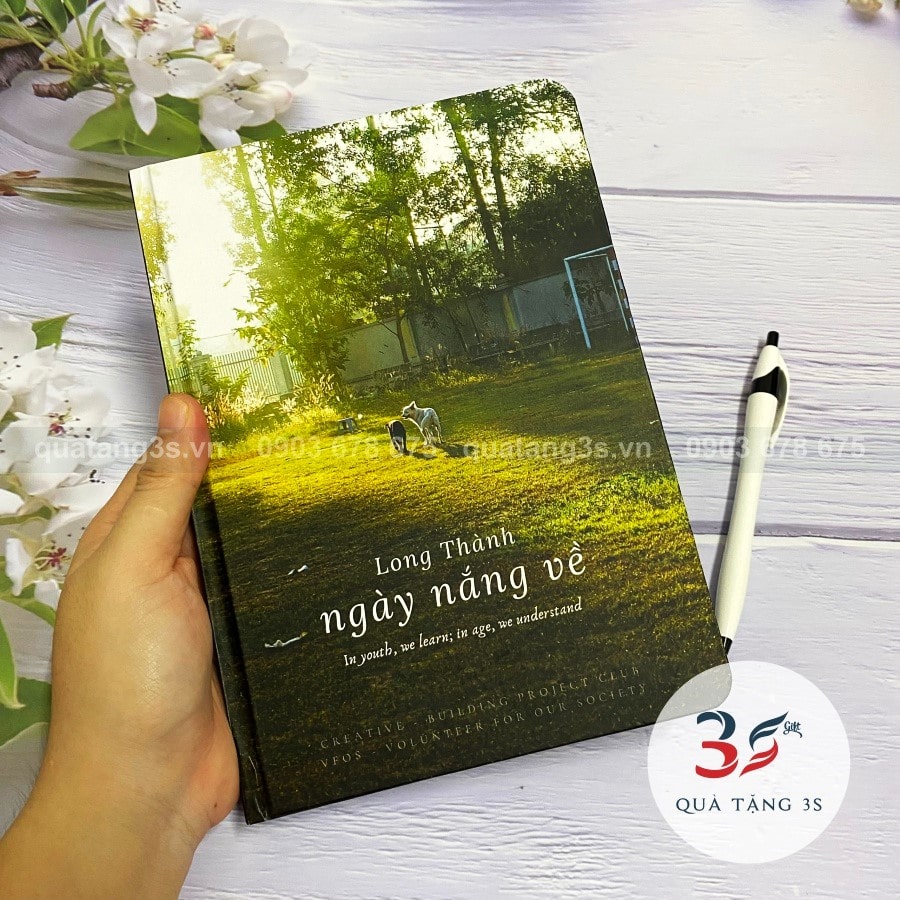 quatang3s.vn - 0903 678 675 - quatang3s.vn - 0903 678 675
Long Thành
ngày nắng về
In youth, we learn; in age, we understand
CREATIVE - BUILDING PROJECT CLUB
VFOS - VOLUNTEER FOR OUR SOCIETY
3S Gift
QUÀ TẶNG 3S